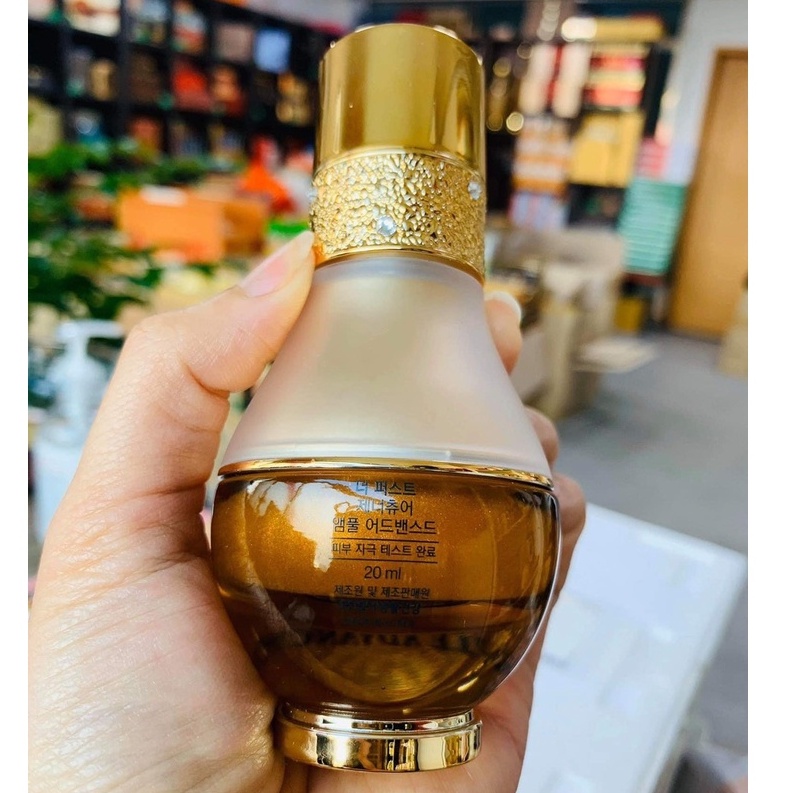 더 퍼스트
제너츄어
앰풀 어드밴스드
피부 자극 테스트 완료
20 ml
제조원 및 제조판매원